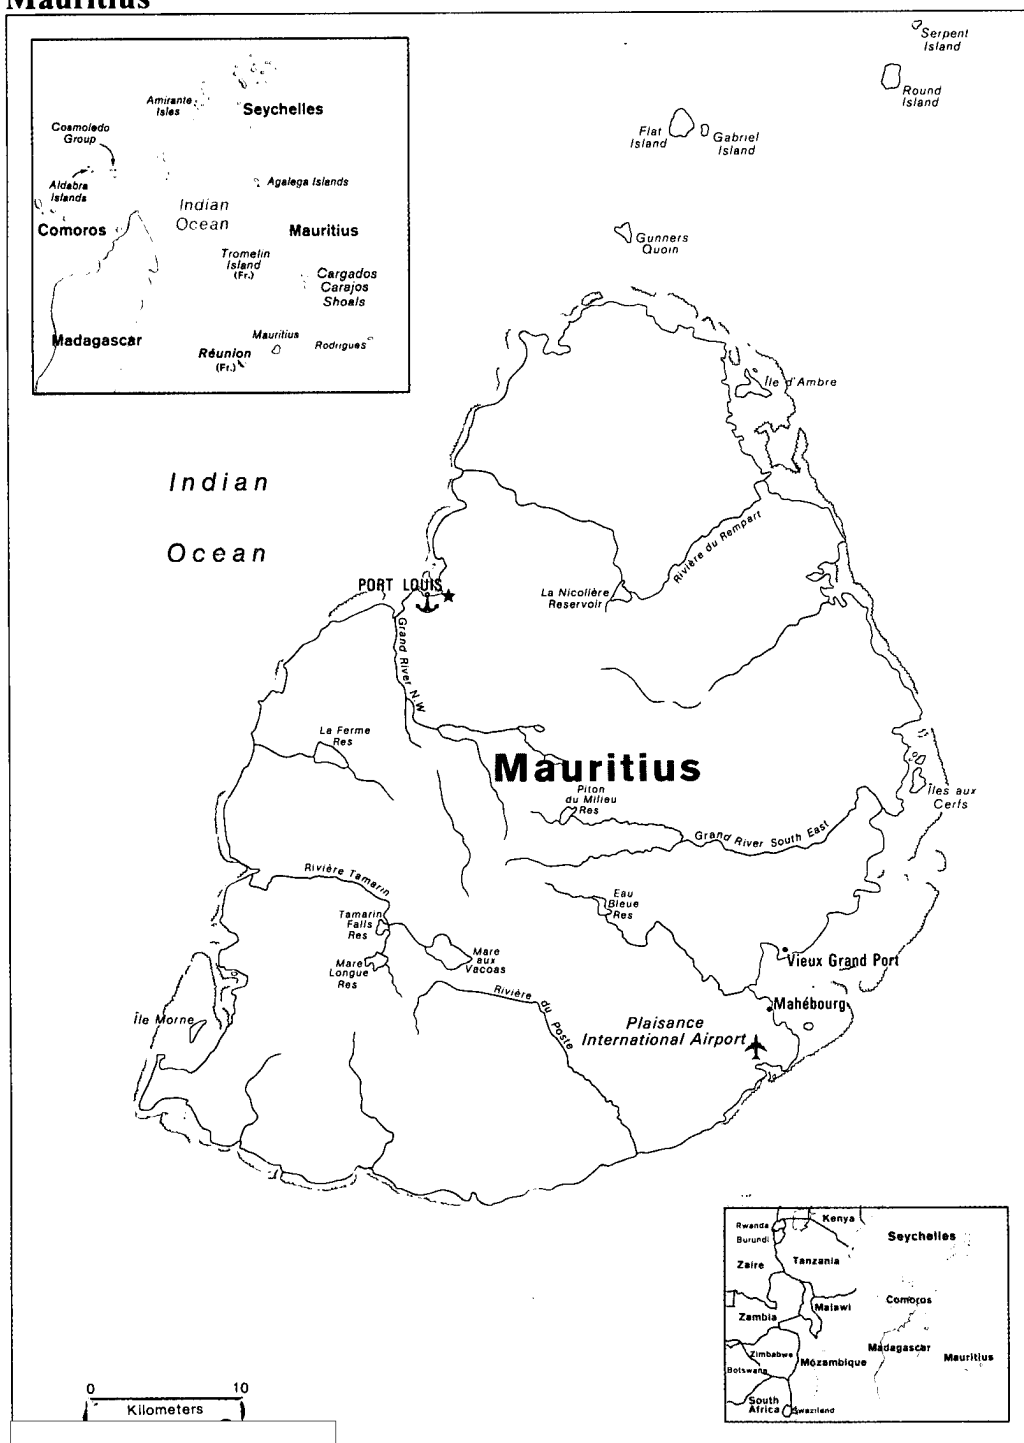 Mauritius
Serpent
Island
Round
Island
Flat
Island
Gabriel
Island
Gunners
Quoin
Amirante
Isles
Seychelles
Cosmoledo
Group
Aldabra
Islands
Agalega Islands
Indian
Ocean
Comoros
Mauritius
Tromelin
Island
(Fr.)
Cargados
Carajos
Shoals
Madagascar
Mauritius
Rodrigues
Réunion
(Fr.)
Île d'Ambre
Indian
Ocean
Rivière du Rempart
PORT LOUIS
La Nicolière
Reservoir
Grand River N.W
La Ferme
Res
Mauritius
Piton
du Milieu
Res
Îles aux
Cerfs
Grand River South East
Rivière Tamarin
Eau
Bleue
Res
Tamarin
Falls
Res
Mare
aux
Vacoas
Mare
Longue
Res
Vieux Grand Port
Rivière du Poste
Mahébourg
Île Morne
Plaisance
International Airport
Rwanda
Kenya
Burundi
Seychelles
Zaire
Tanzania
Comoros
Malawi
Zambia
Madagascar
Zimbabwe
Mozambique
Mauritius
Botswana
South
Africa
Swaziland
0 10
Kilometers